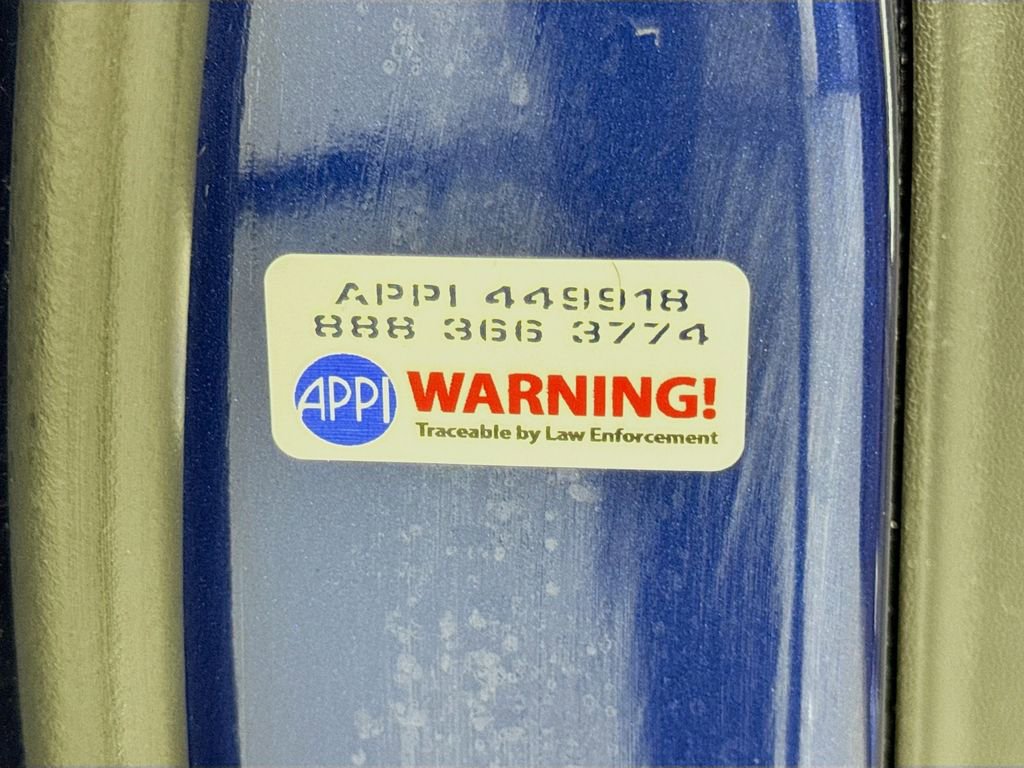 APPI 449918
888 366 3774
APPI WARNING!
Traceable by Law Enforcement